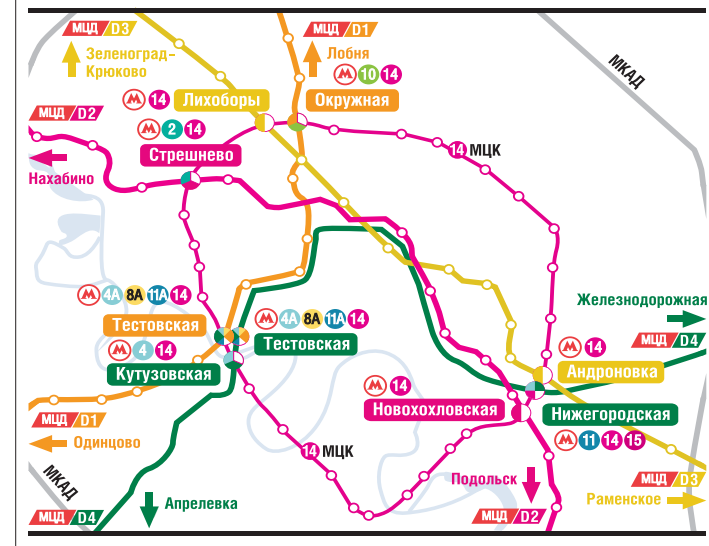 МЦД D3
Зеленоград–
Крюково
МЦД D1
Лобня
М 10 14
Окружная
М 14 Лихоборы
МКАД
МЦД D2
М 2 14
Стрешнево
Нахабино
14 МЦК
М 4А 8А 11А 14
Тестовская
М 4А 8А 11А 14
Тестовская
М 4 14
Кутузовская
Железнодорожная
МЦД D4
М 14
Андроновка
М 14
Новохохловская
Нижегородская
М 11 14 15
МЦД D1
Одинцово
14 МЦК
МКАД
Апрелевка
МЦД D4
Подольск
МЦД D2
МЦД D3
Раменское